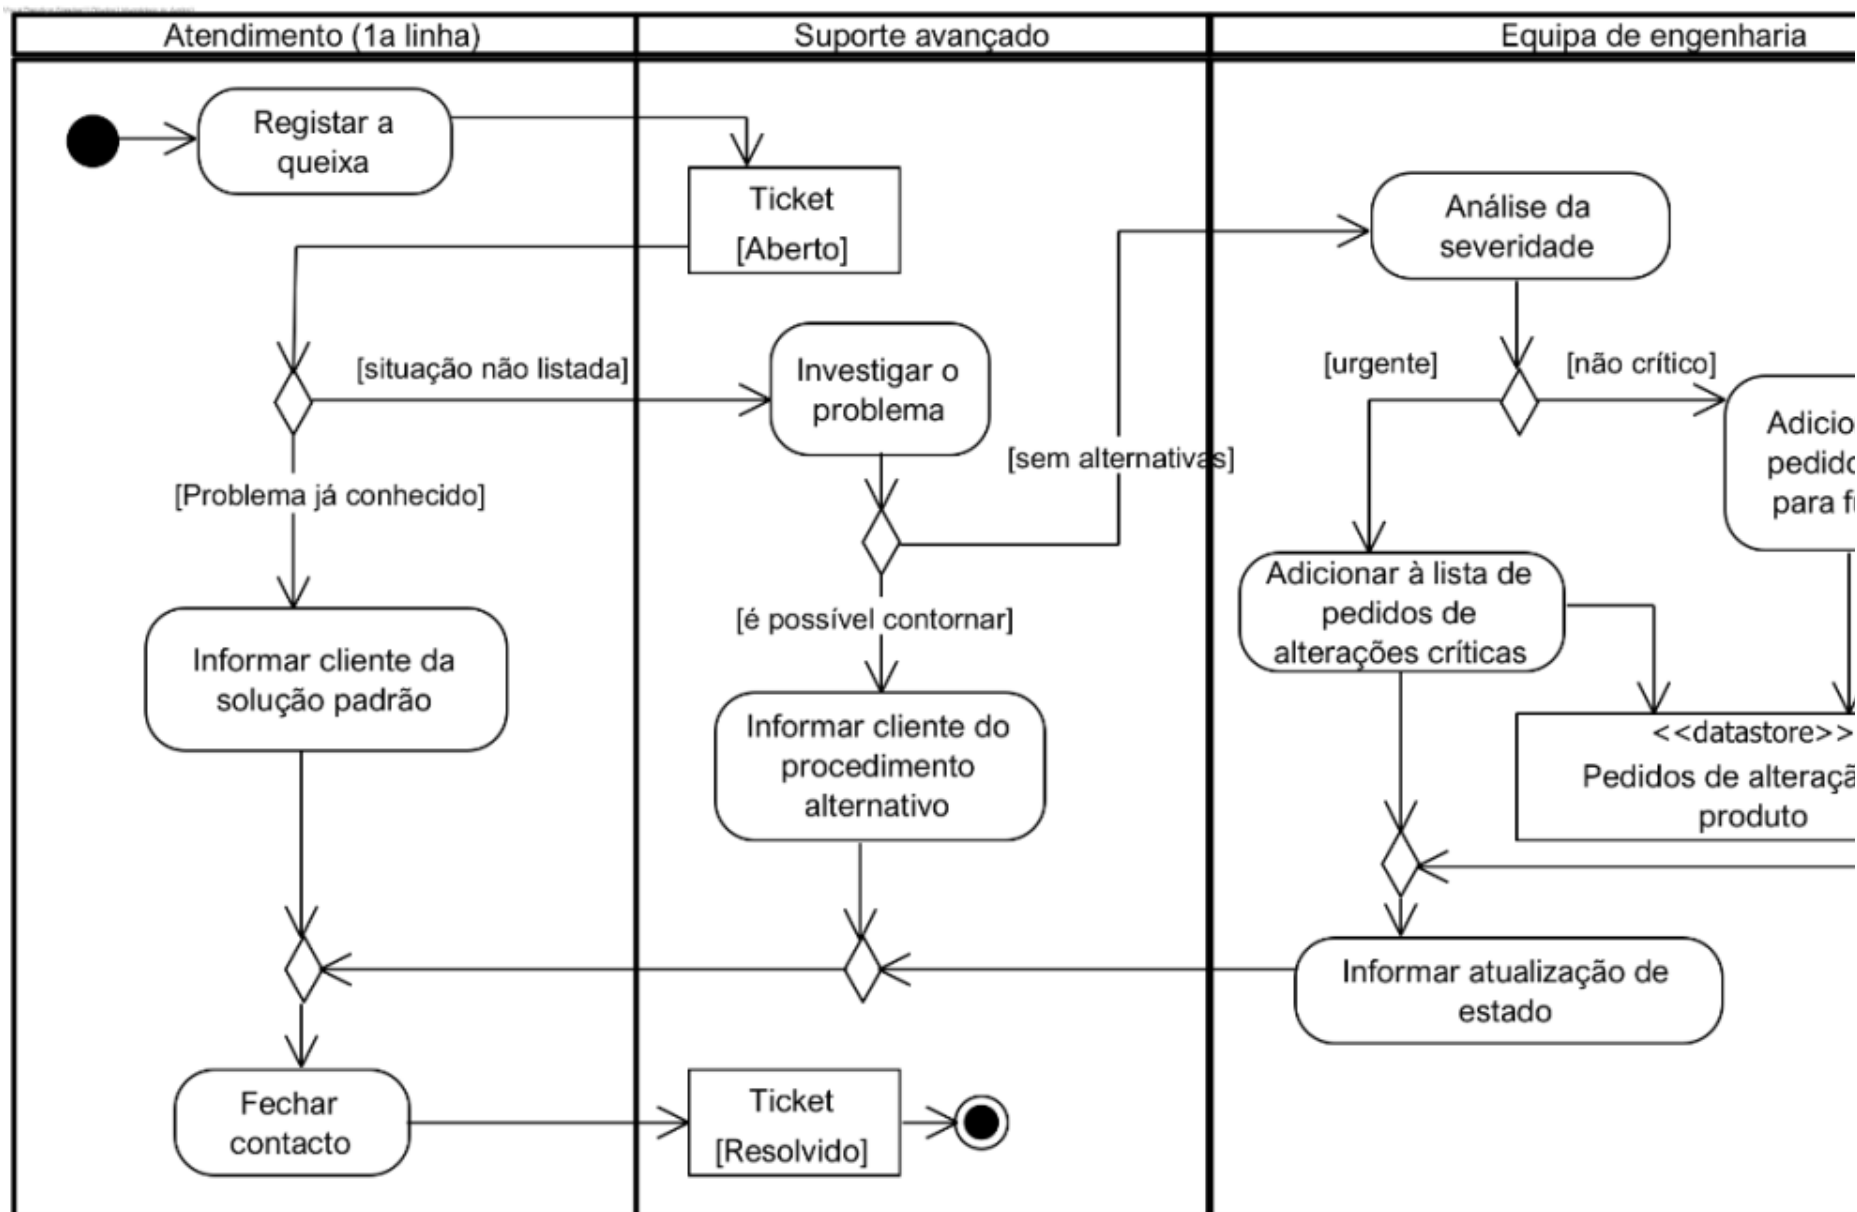 Atendimento (1a linha)
Suporte avançado
Equipa de engenharia
Registar a
queixa
Ticket
[Aberto]
Análise da
severidade
[situação não listada]
Investigar o
problema
[urgente]
[não crítico]
[sem alternativas]
[Problema já conhecido]
Adicionar à lista de
pedidos de
alterações críticas
[é possível contornar]
Informar cliente da
solução padrão
Informar cliente do
procedimento
alternativo
para
<<datastore>>
Pedidos de
produto
Informar atualização de
estado
Fechar
contacto
Ticket
[Resolvido]